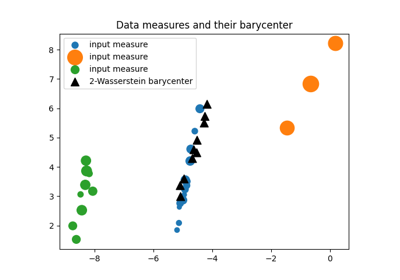 Data measures and their barycenter
input measure
input measure
input measure
2-Wasserstein barycenter
8
7
6
5
4
3
2
−8
−6
−4
−2
0